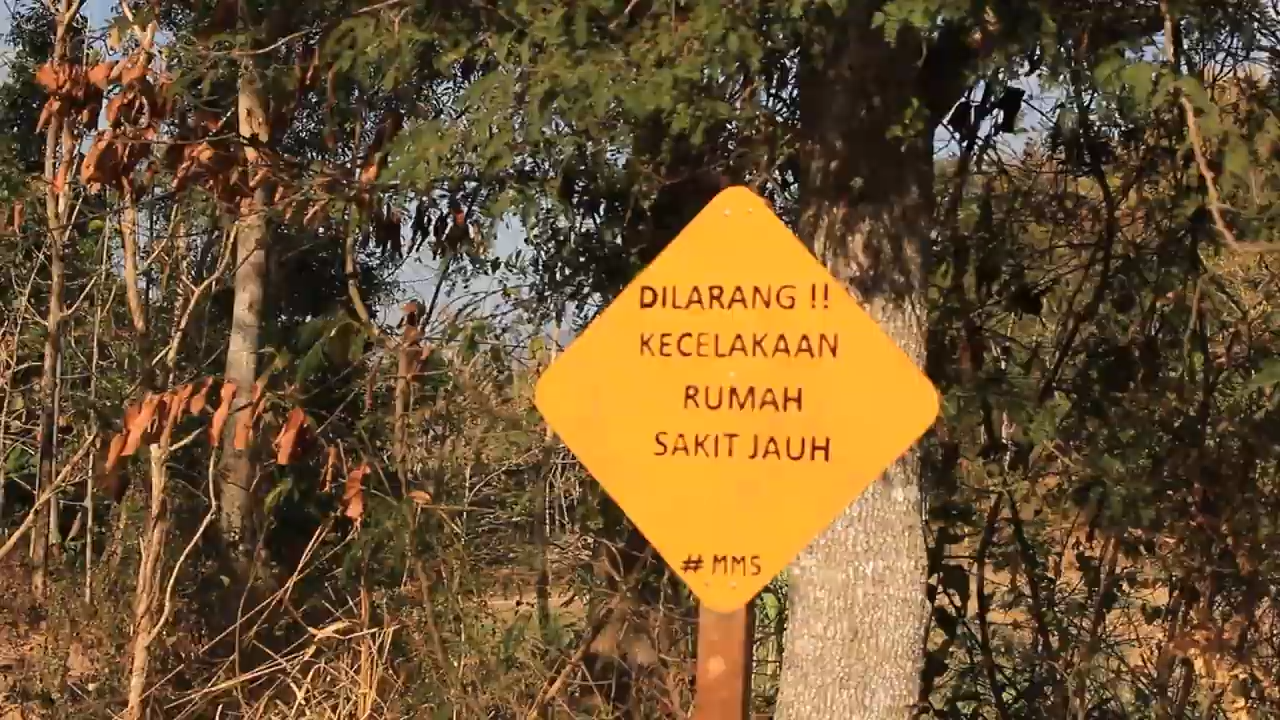 DILARANG !!
KECELAKAAN
RUMAH
SAKIT JAUH
# MMS